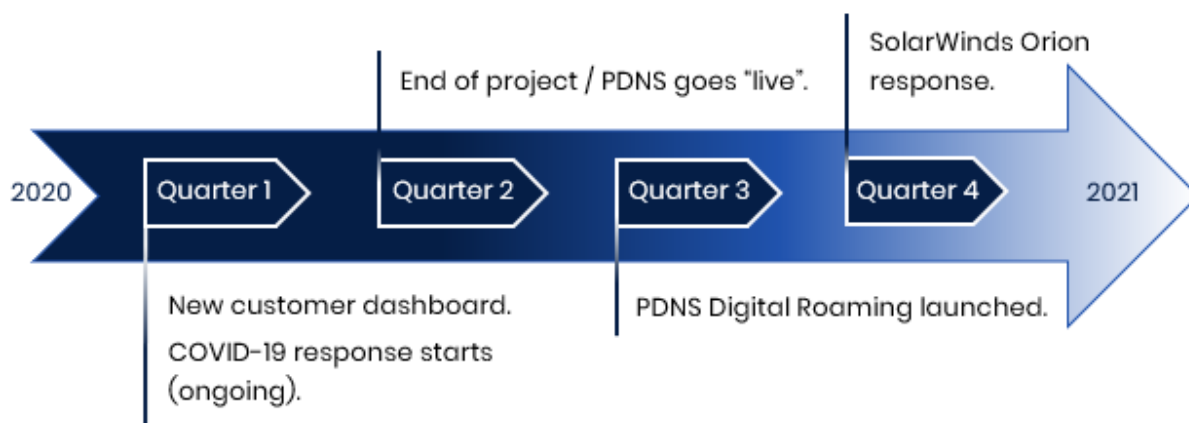 SolarWinds Orion
response.
End of project / PDNS goes “live”.
2020
Quarter 1
Quarter 2
Quarter 3
Quarter 4
2021
New customer dashboard.
COVID-19 response starts
(ongoing).
PDNS Digital Roaming launched.